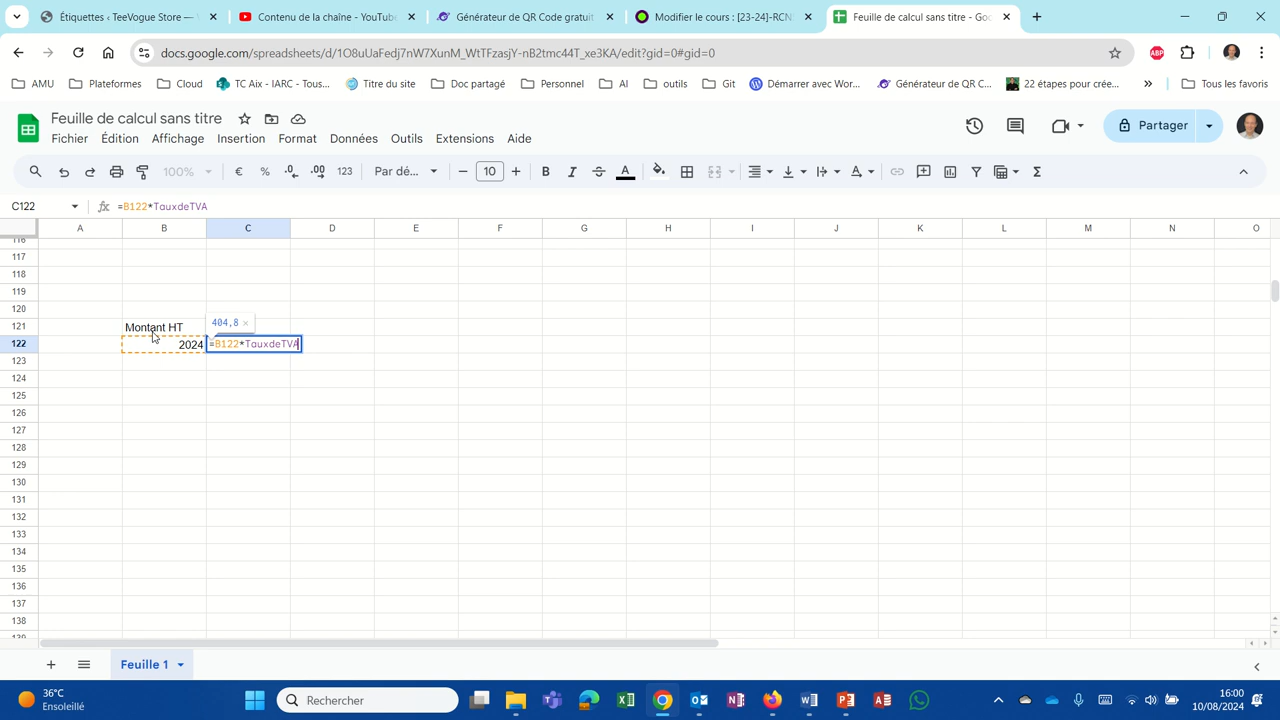 Étiquettes ‹ Teetree Store — V
Contenu de la chaîne - YouTube
Générateur de QR Code Gratuit
Modifier le cours : [23-24]-RCN
Feuille de calcul sans titre - Goo
docs.google.com/spreadsheets/d/1O8uUaFedj7nW7XunM_WtTFzasjY-nB2tmc44T_xe3KA/edit?gid=0#gid=0
AMU Plateformes Cloud TC Aix - IARC - Tous... Titre du site Doc partagé Personnel AI outils Git Démarrer avec Wor... Générateur de QR C... 22 étapes pour crée... » Tous les favoris
Feuille de calcul sans titre
Fichier Édition Affichage Insertion Format Données Outils Extensions Aide
Partager
100% € % .0 .00 123 Par dé... − 10 + B I S A Σ
C122 fx =B122*TauxdeTVA
A B C D E F G H I J K L M N O
116
117
118
119
120
404,8 ×
121 Montant HT
122 2024 =B122*TauxdeTVA
123
124
125
126
127
128
129
130
131
132
133
134
135
136
137
138
139
Feuille 1
36°C
Ensoleillé
Rechercher
16:00
10/08/2024